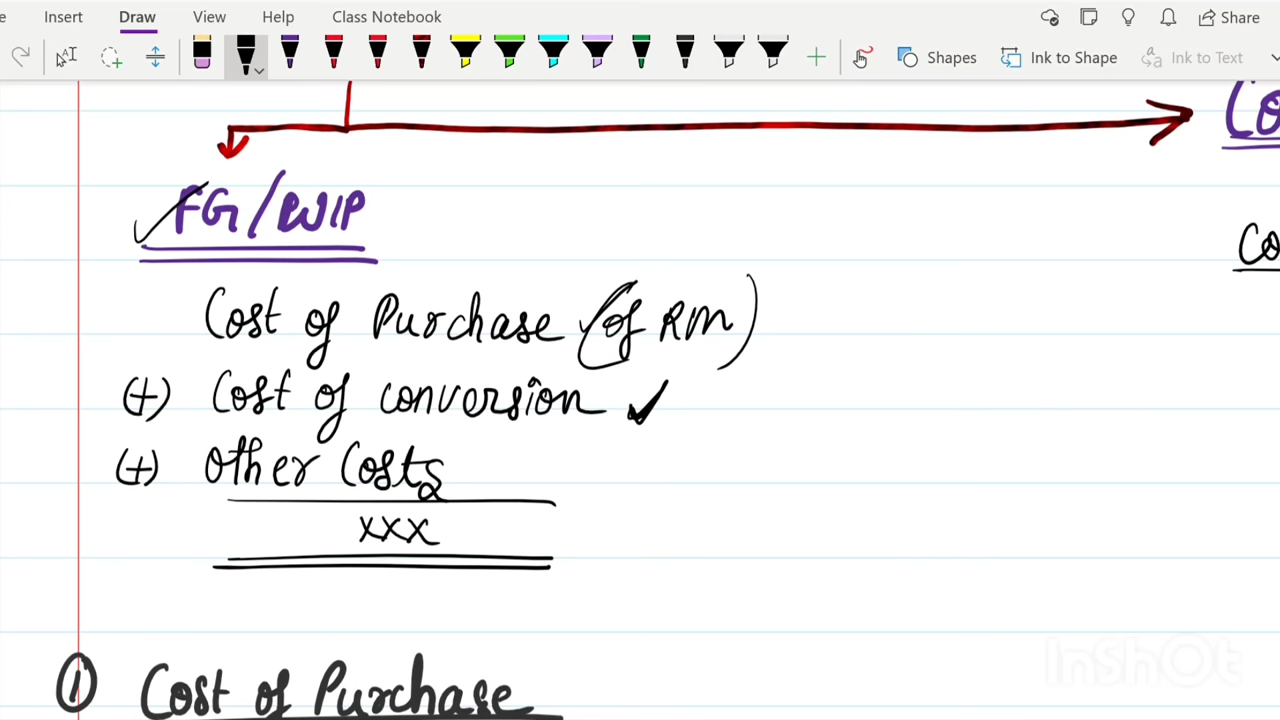 Insert Draw View Help Class Notebook Share
Shapes Ink to Shape Ink to Text
FG/WIP
Cost of Purchase (of RM)
(+) Cost of conversion ✓
(+) Other Costs
xxx
① Cost of Purchase
InShOt